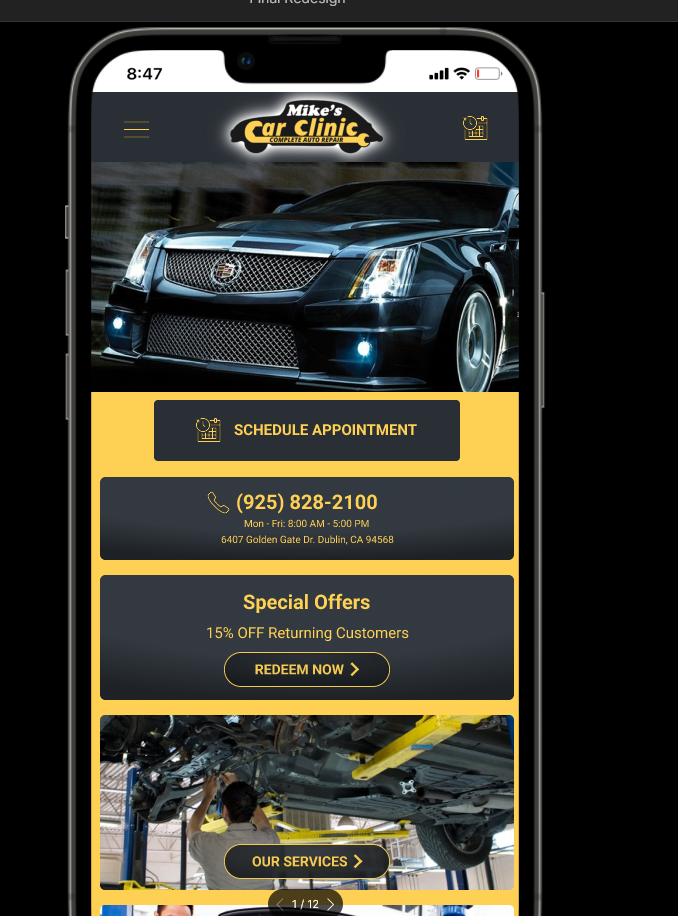 Final Redesign
8:47
Mike's
Car Clinic
COMPLETE AUTO REPAIR
SCHEDULE APPOINTMENT
(925) 828-2100
Mon - Fri: 8:00 AM - 5:00 PM
6407 Golden Gate Dr. Dublin, CA 94568
Special Offers
15% OFF Returning Customers
REDEEM NOW
OUR SERVICES
1 / 12